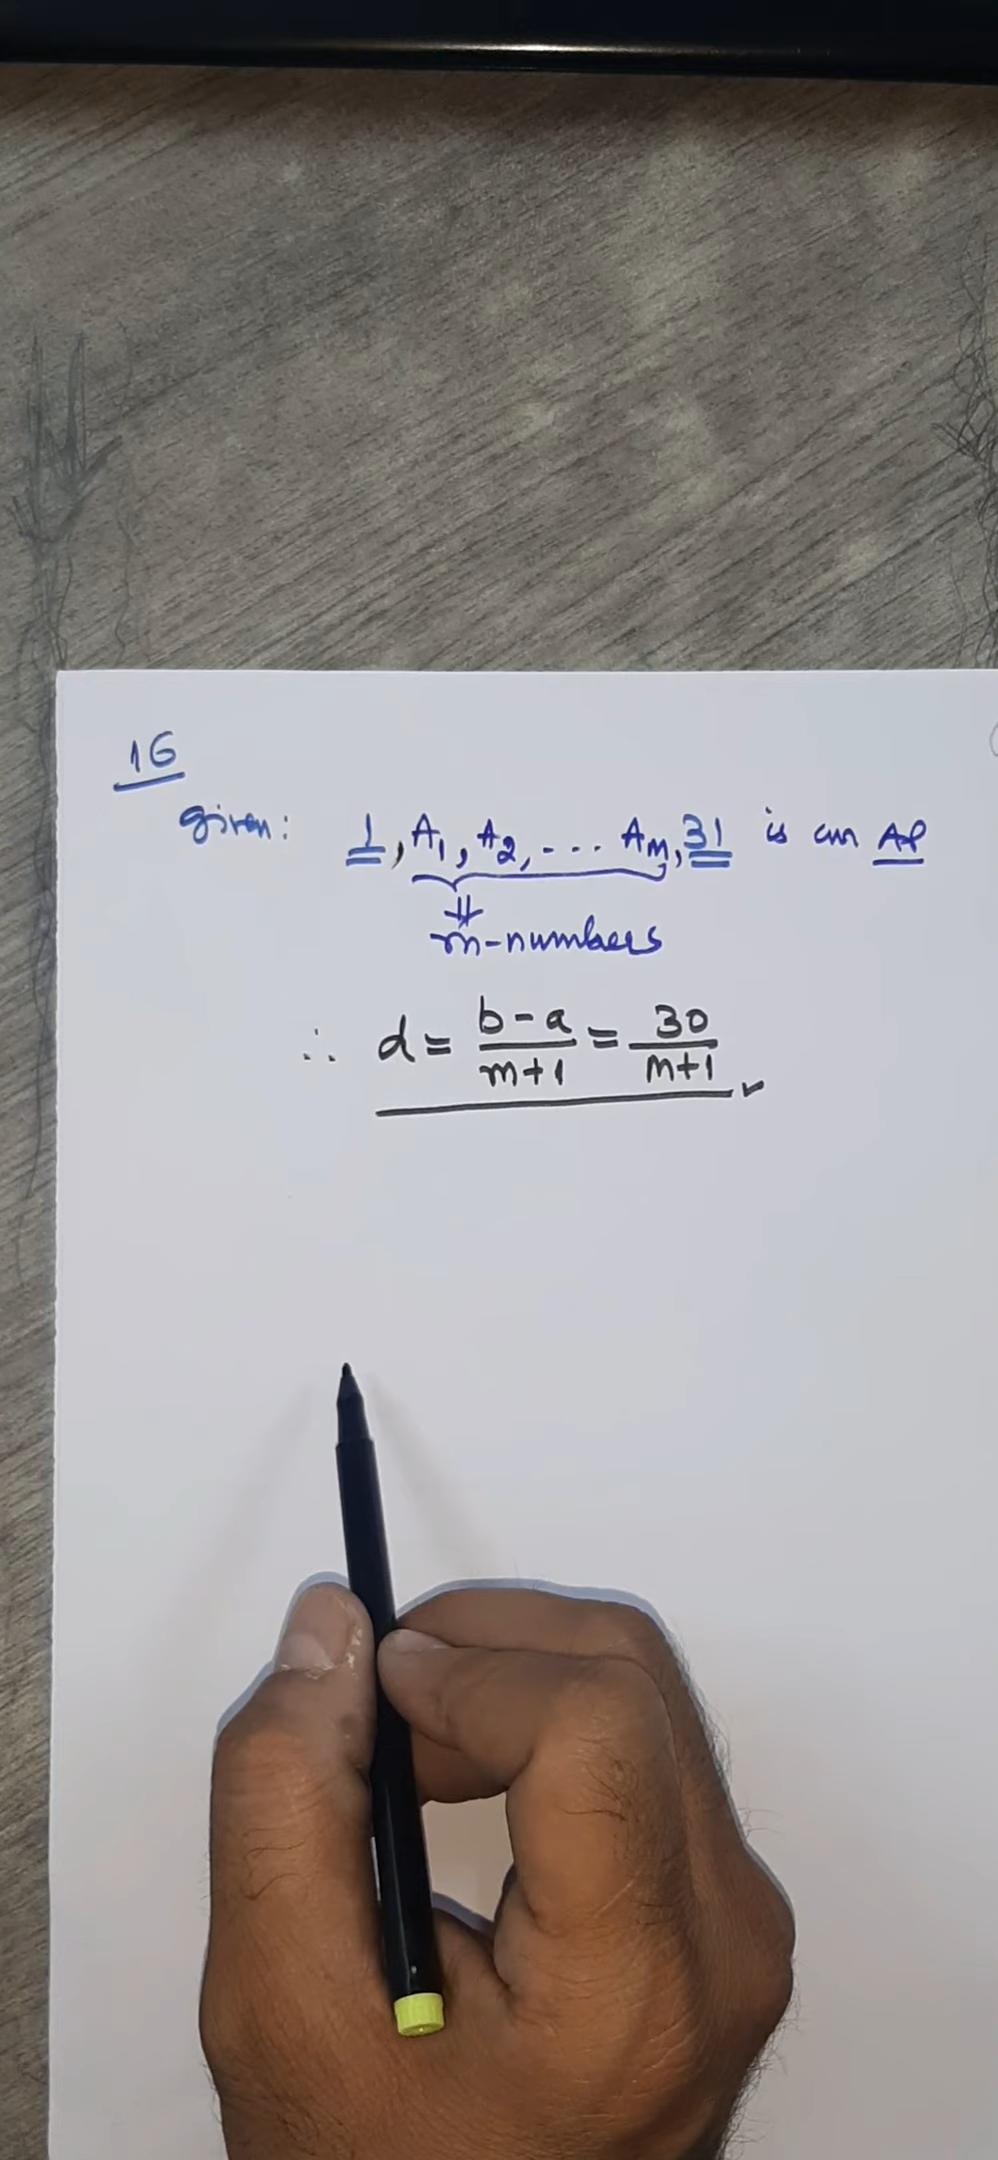 16
given: 1, A₁, A₂, ... Aₘ, 31 is an AP
⇓
m-numbers
∴ d = b-a/m+1 = 30/m+1 ✓